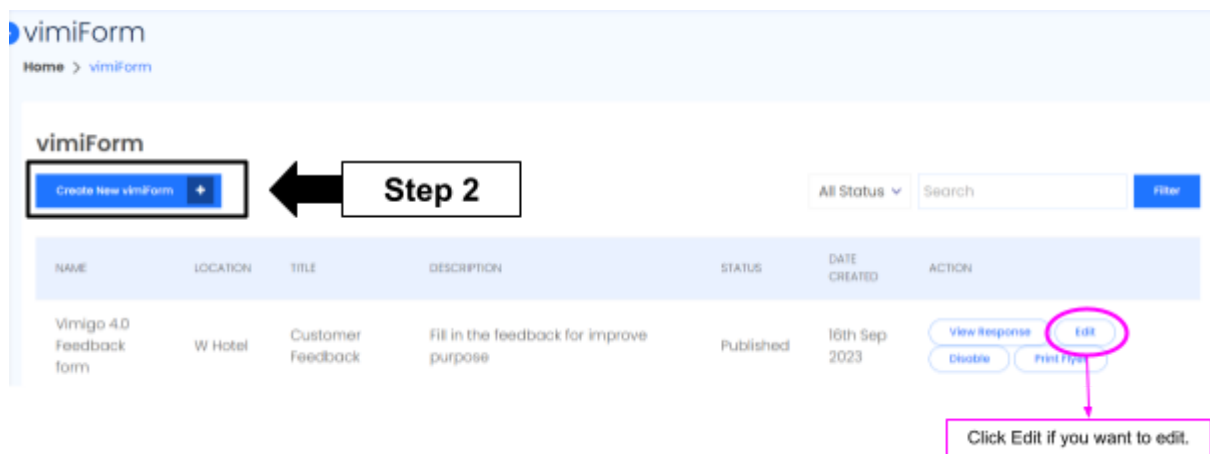 vimiForm
Home > vimiForm
vimiForm
Create New vimiForm +
Step 2
All Status
Search
Filter
NAME LOCATION TITLE DESCRIPTION STATUS DATE CREATED ACTION
Vimigo 4.0
Feedback
form
W Hotel
Customer
Feedback
Fill in the feedback for improve
purpose
Published
16th Sep
2023
View Response Edit
Disable Print Flyer
Click Edit if you want to edit.